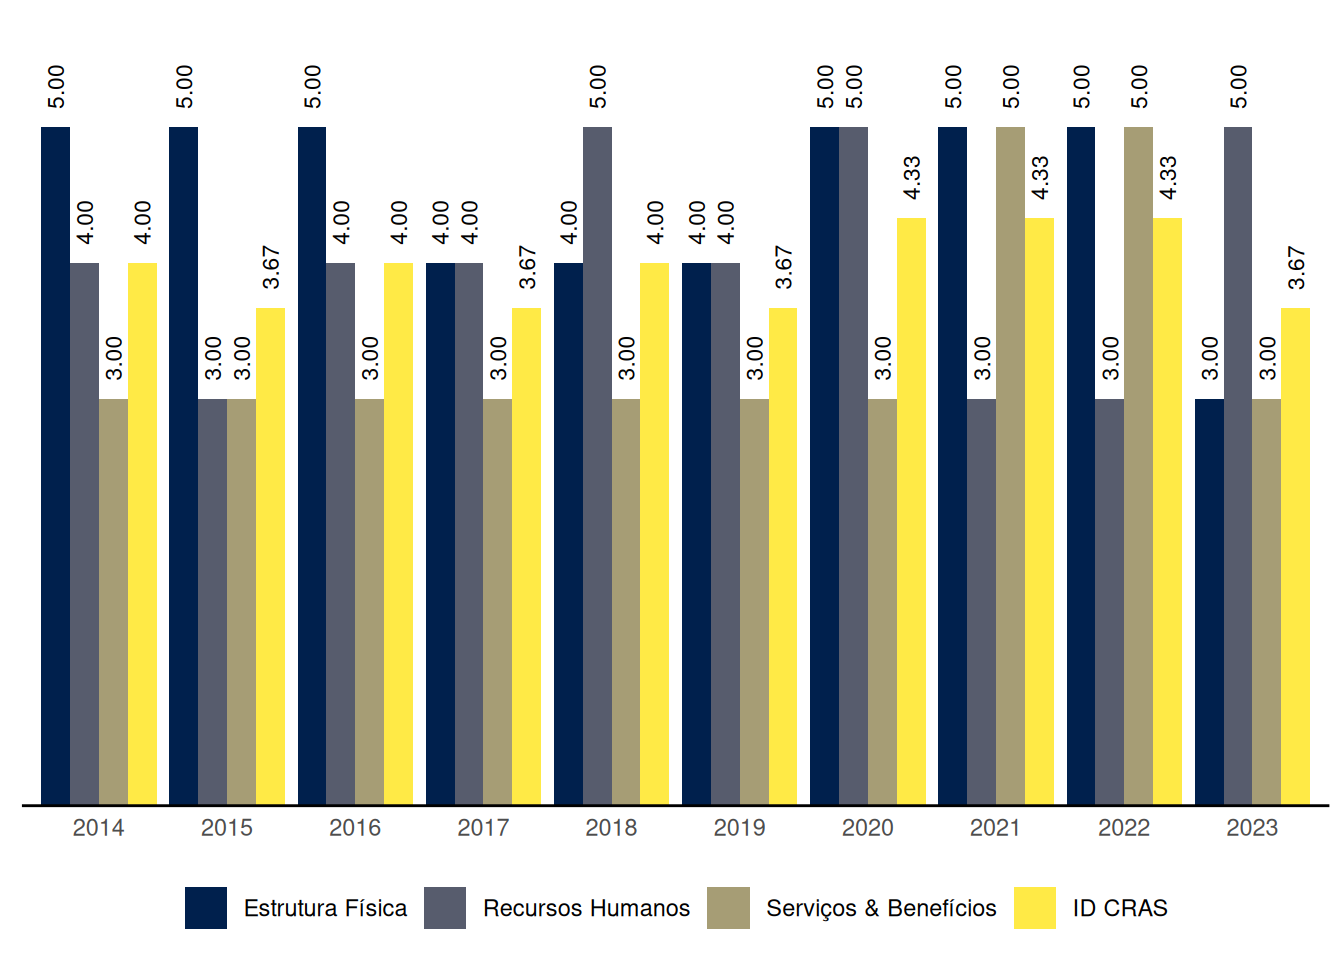 5.00 4.00 3.00 4.00
5.00 3.00 3.00 3.67
5.00 4.00 3.00 4.00
4.00 4.00 3.00 3.67
4.00 5.00 3.00 4.00
4.00 4.00 3.00 3.67
5.00 5.00 3.00 4.33
5.00 3.00 5.00 4.33
5.00 3.00 5.00 4.33
3.00 5.00 3.00 3.67
2014 2015 2016 2017 2018 2019 2020 2021 2022 2023
Estrutura Física Recursos Humanos Serviços & Benefícios ID CRAS